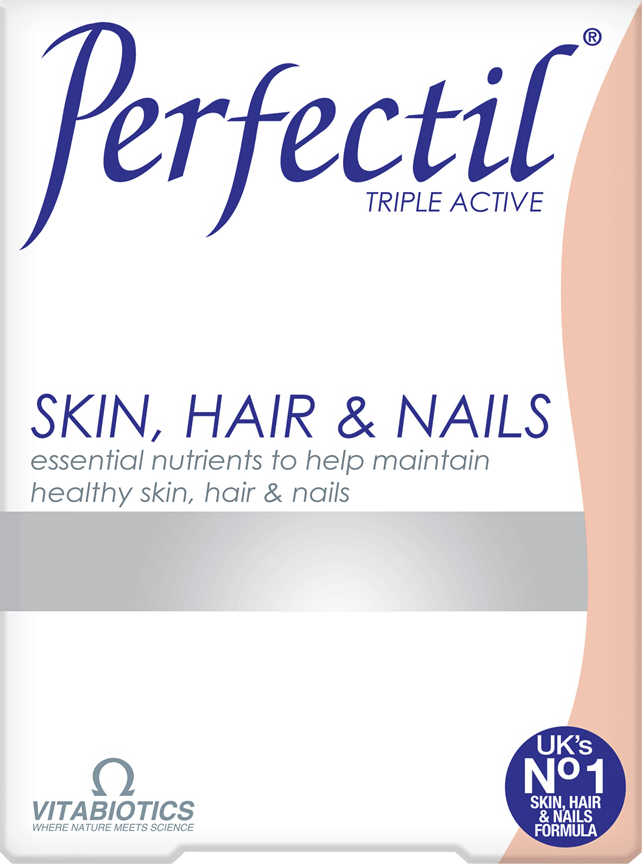 Perfectil®
TRIPLE ACTIVE
SKIN, HAIR & NAILS
essential nutrients to help maintain
healthy skin, hair & nails
UK's
Nº1
SKIN, HAIR
& NAILS
FORMULA
Ω
VITABIOTICS
WHERE NATURE MEETS SCIENCE